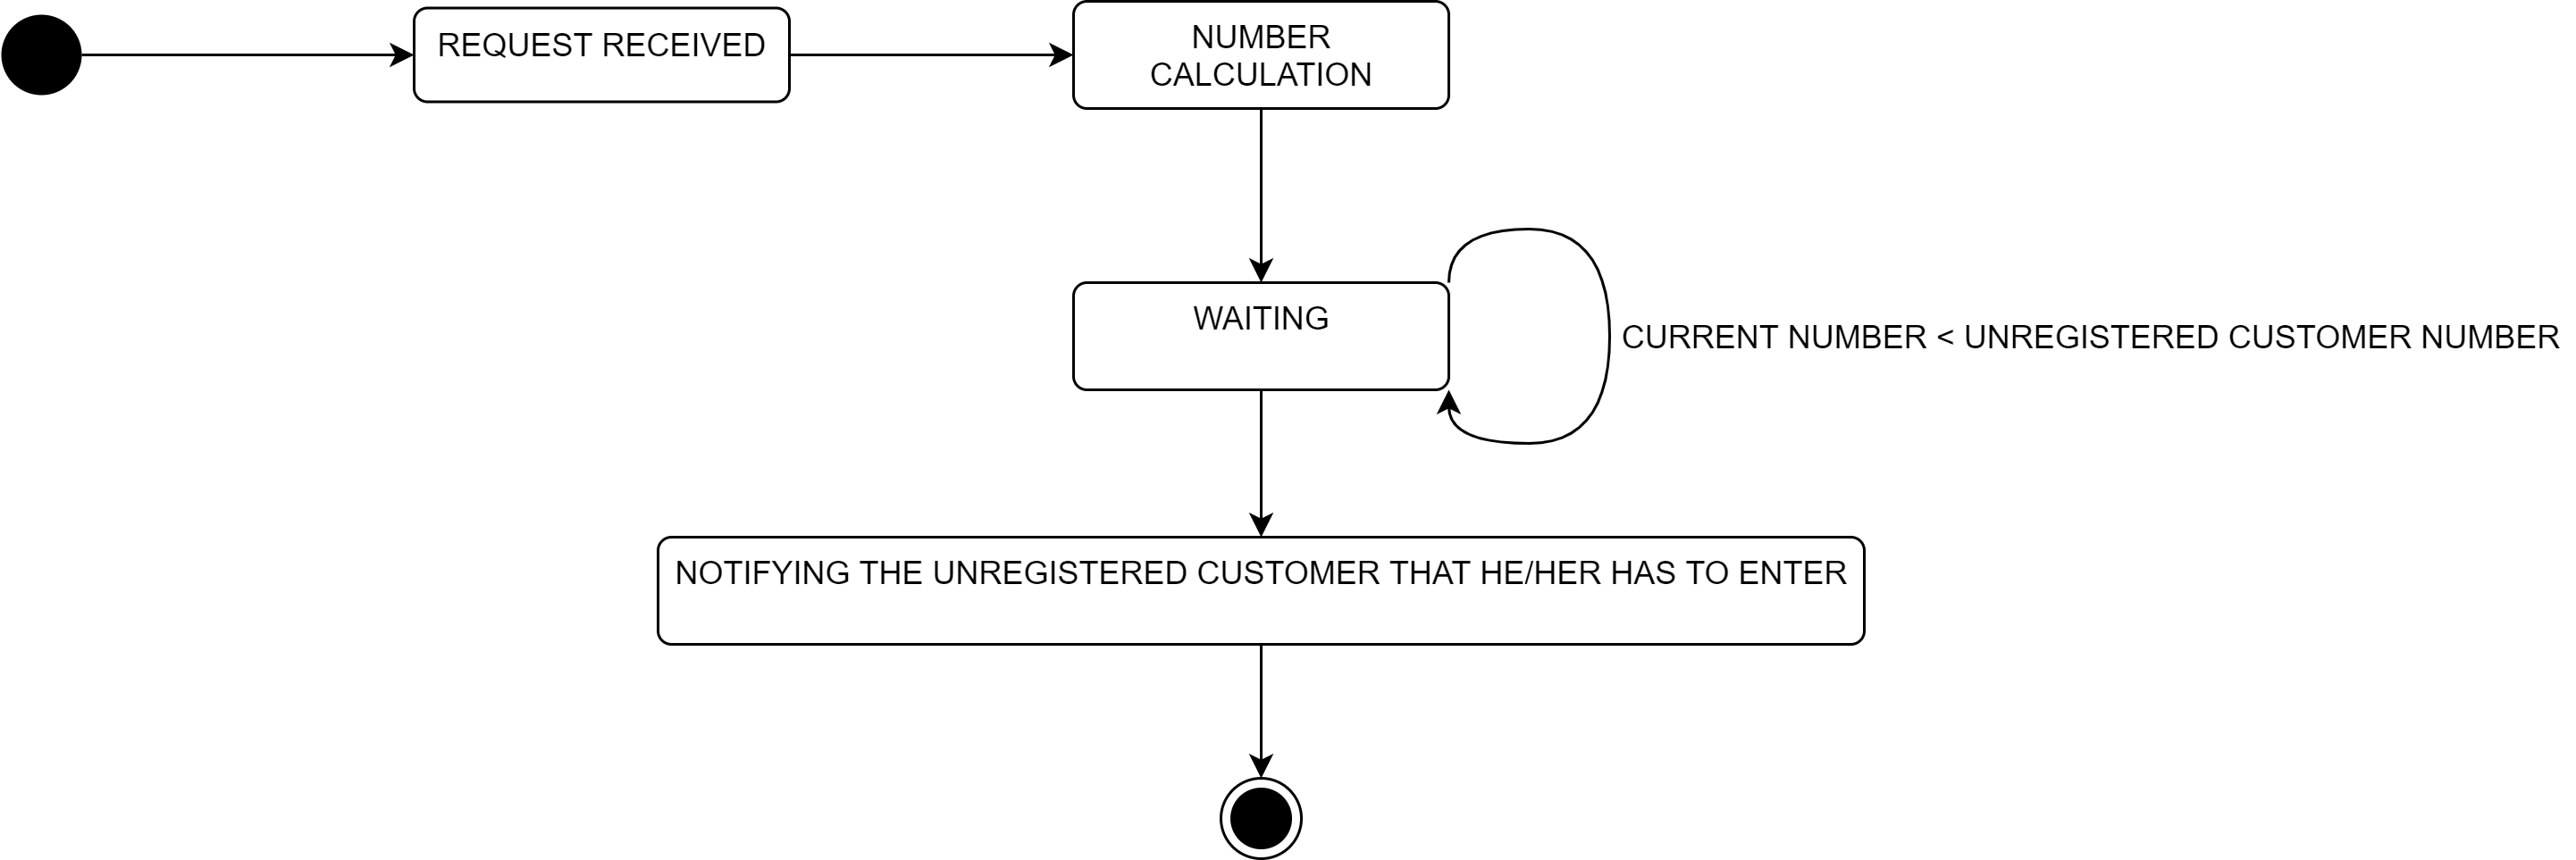 REQUEST RECEIVED
NUMBER
CALCULATION
WAITING
CURRENT NUMBER < UNREGISTERED CUSTOMER NUMBER
NOTIFYING THE UNREGISTERED CUSTOMER THAT HE/HER HAS TO ENTER